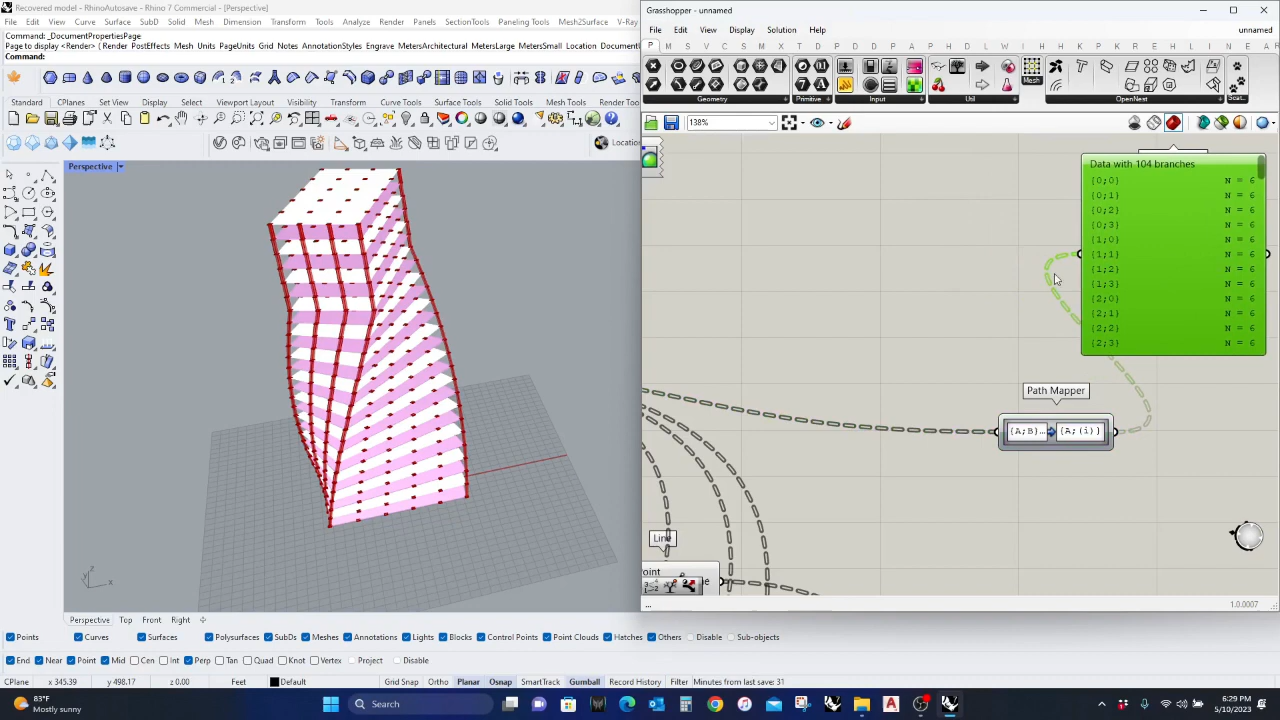 Recovered model - RhinoAutosave - Rhino 7 Commercial - [Perspective]
File Edit View Curve Surface SubD Solid Mesh Dimension Transform Tools Analyze Render Panels SectionTools Paneling Tools Mesh2Surface V-Ray
Command: _DocumentPropertiesPage
Page to display <Render> ( Render PostEffects Mesh Units PageUnits Grid Notes AnnotationStyles Engrave MetersArchitectural MetersLarge MetersSmall Location
Command:
Standard CPlanes Set View Display Select Viewport Layout Visibility Transform Curve Tools Surface Tools Solid Tools Mesh Tools Render
Perspective
z
y
x
Perspective Top Front Right
Points Curves Surfaces Polysurfaces SubDs Meshes Annotations Lights Blocks Control Points Point Clouds Hatches Others Disable Sub-objects
End Near Point Mid Cen Int Perp Tan Quad Knot Vertex Project Disable
CPlane x 345.39 y 498.17 z 0.00 Feet Default Grid Snap Ortho Planar Osnap SmartTrack Gumball Filter Minutes from last save: 31
Grasshopper - unnamed
File Edit View Display Solution Help unnamed
P M S V C S M X T D P D D P D F A L K W I H H K P C K P L N E A R
Mesh
Geometry Primitive Input Util OpenNest Seat..
138%
Data with 104 branches
{0;0} N = 6
{0;1} N = 6
{0;2} N = 6
{0;3} N = 6
{1;0} N = 6
{1;1} N = 6
{1;2} N = 6
{1;3} N = 6
{2;0} N = 6
{2;1} N = 6
{2;2} N = 6
{2;3} N = 6
Path Mapper
{A;B}... {A;(i)}
Line
...
1.0.0007
83°F
Mostly sunny
Search
6:29 PM
5/10/2023